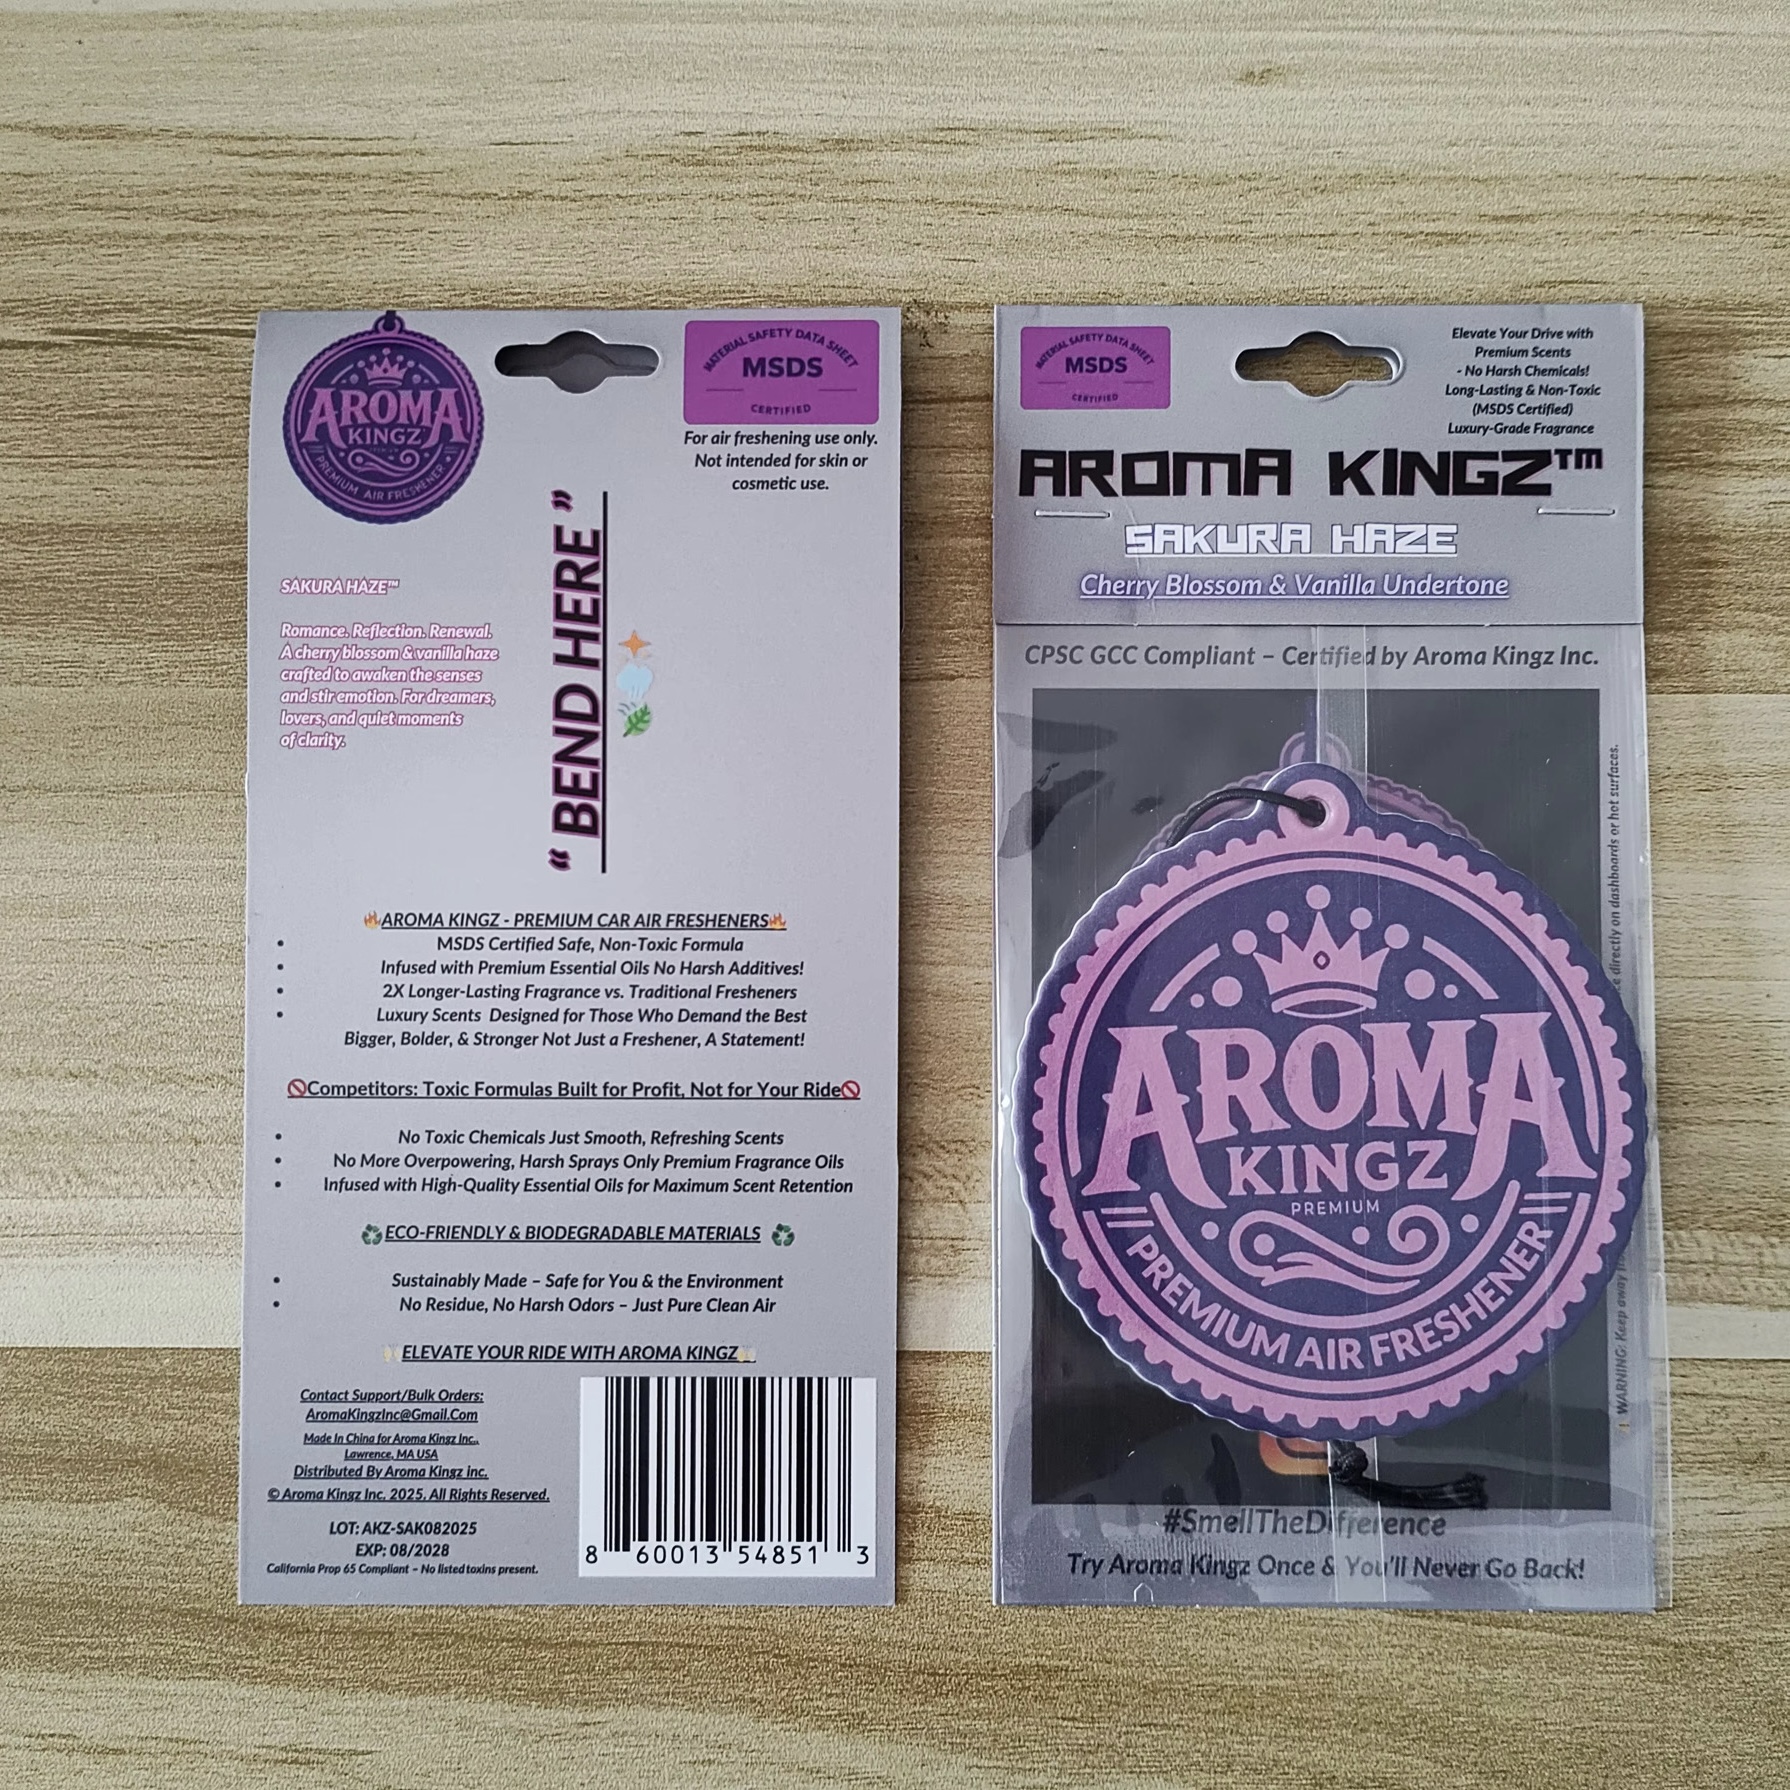 AROMA
KINGZ
PREMIUM AIR FRESHENER
MATERIAL SAFETY DATA SHEET
MSDS
CERTIFIED
For air freshening use only.
Not intended for skin or
cosmetic use.
SAKURA HAZE™
Romance. Reflection. Renewal.
A cherry blossom & vanilla haze
crafted to awaken the senses
and stir emotion. For dreamers,
lovers, and quiet moments
of clarity.
“ BEND HERE ”
AROMA KINGZ - PREMIUM CAR AIR FRESHENERS
• MSDS Certified Safe, Non-Toxic Formula
• Infused with Premium Essential Oils No Harsh Additives!
• 2X Longer-Lasting Fragrance vs. Traditional Fresheners
• Luxury Scents Designed for Those Who Demand the Best
Bigger, Bolder, & Stronger Not Just a Freshener, A Statement!
🚫Competitors: Toxic Formulas Built for Profit, Not for Your Ride🚫
• No Toxic Chemicals Just Smooth, Refreshing Scents
• No More Overpowering, Harsh Sprays Only Premium Fragrance Oils
• Infused with High-Quality Essential Oils for Maximum Scent Retention
♻ ECO-FRIENDLY & BIODEGRADABLE MATERIALS ♻
• Sustainably Made – Safe for You & the Environment
• No Residue, No Harsh Odors – Just Pure Clean Air
ELEVATE YOUR RIDE WITH AROMA KINGZ
Contact Support/Bulk Orders:
AromaKingzInc@Gmail.Com
Made In China for Aroma Kingz Inc.,
Lawrence, MA USA
Distributed By Aroma Kingz inc.
© Aroma Kingz Inc. 2025. All Rights Reserved.
LOT: AKZ-SAK082025
EXP: 08/2028
California Prop 65 Compliant – No listed toxins present.
8 60013 54851 3
MATERIAL SAFETY DATA SHEET
MSDS
CERTIFIED
Elevate Your Drive with
Premium Scents
- No Harsh Chemicals!
Long-Lasting & Non-Toxic
(MSDS Certified)
Luxury-Grade Fragrance
AROMA KINGZ™
SAKURA HAZE
Cherry Blossom & Vanilla Undertone
CPSC GCC Compliant – Certified by Aroma Kingz Inc.
AROMA
KINGZ
PREMIUM
PREMIUM AIR FRESHENER
WARNING: Keep away
directly on dashboards or hot surfaces.
#SmellTheDifference
Try Aroma Kingz Once & You'll Never Go Back!